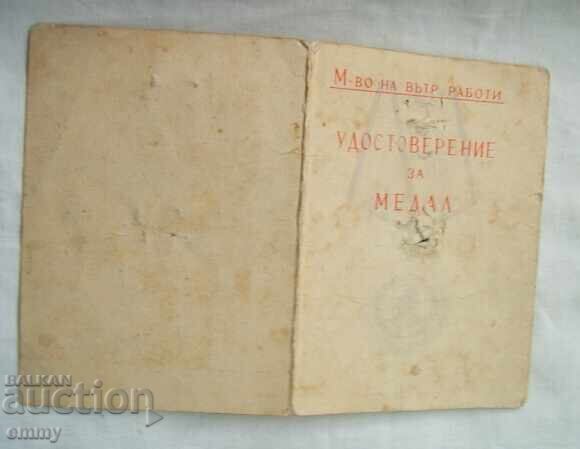 М-ВО НА ВЪТР. РАБОТИ
УДОСТОВЕРЕНИЕ
ЗА
МЕДАЛ
BALKAN
auction
emmy